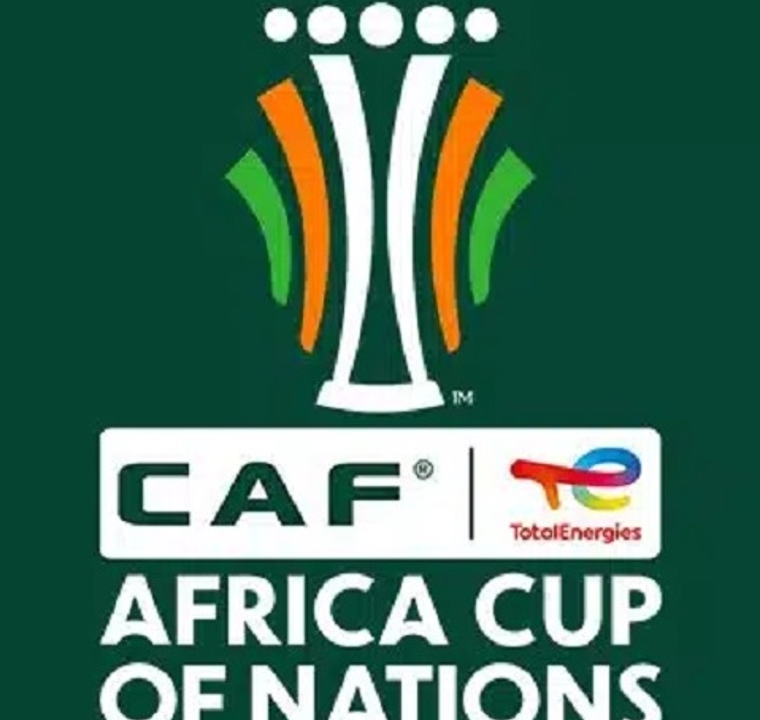 TM
CAF®
TotalEnergies
AFRICA CUP
OF NATIONS